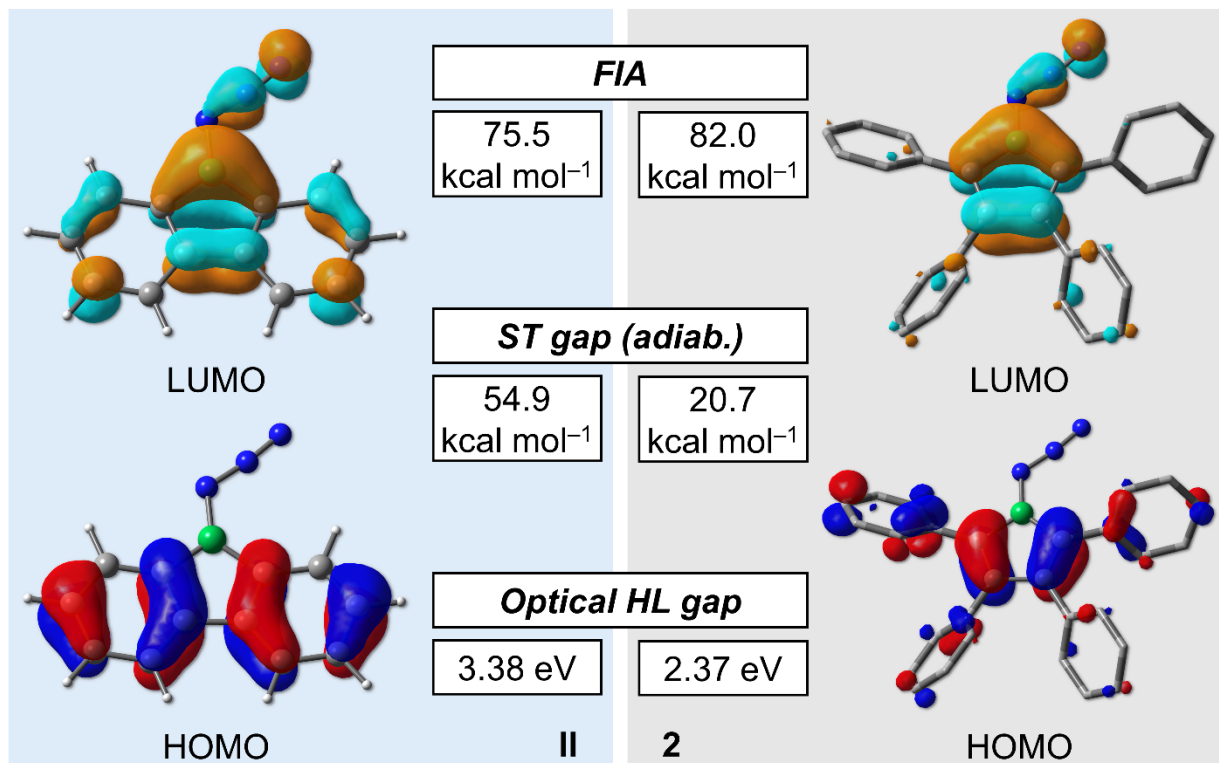 FIA
75.5
kcal mol⁻¹
82.0
kcal mol⁻¹
LUMO
LUMO
ST gap (adiab.)
54.9
kcal mol⁻¹
20.7
kcal mol⁻¹
Optical HL gap
3.38 eV
2.37 eV
HOMO
II
2
HOMO